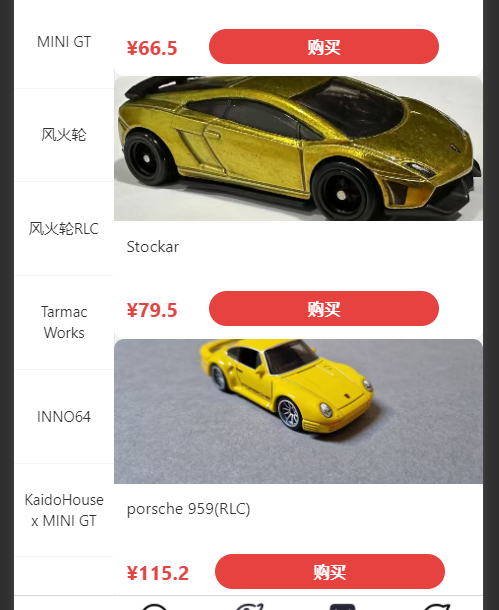 MINI GT
风火轮
风火轮RLC
Tarmac
Works
INNO64
KaidoHouse
x MINI GT
¥66.5
购买
Stockar
¥79.5
购买
porsche 959(RLC)
¥115.2
购买